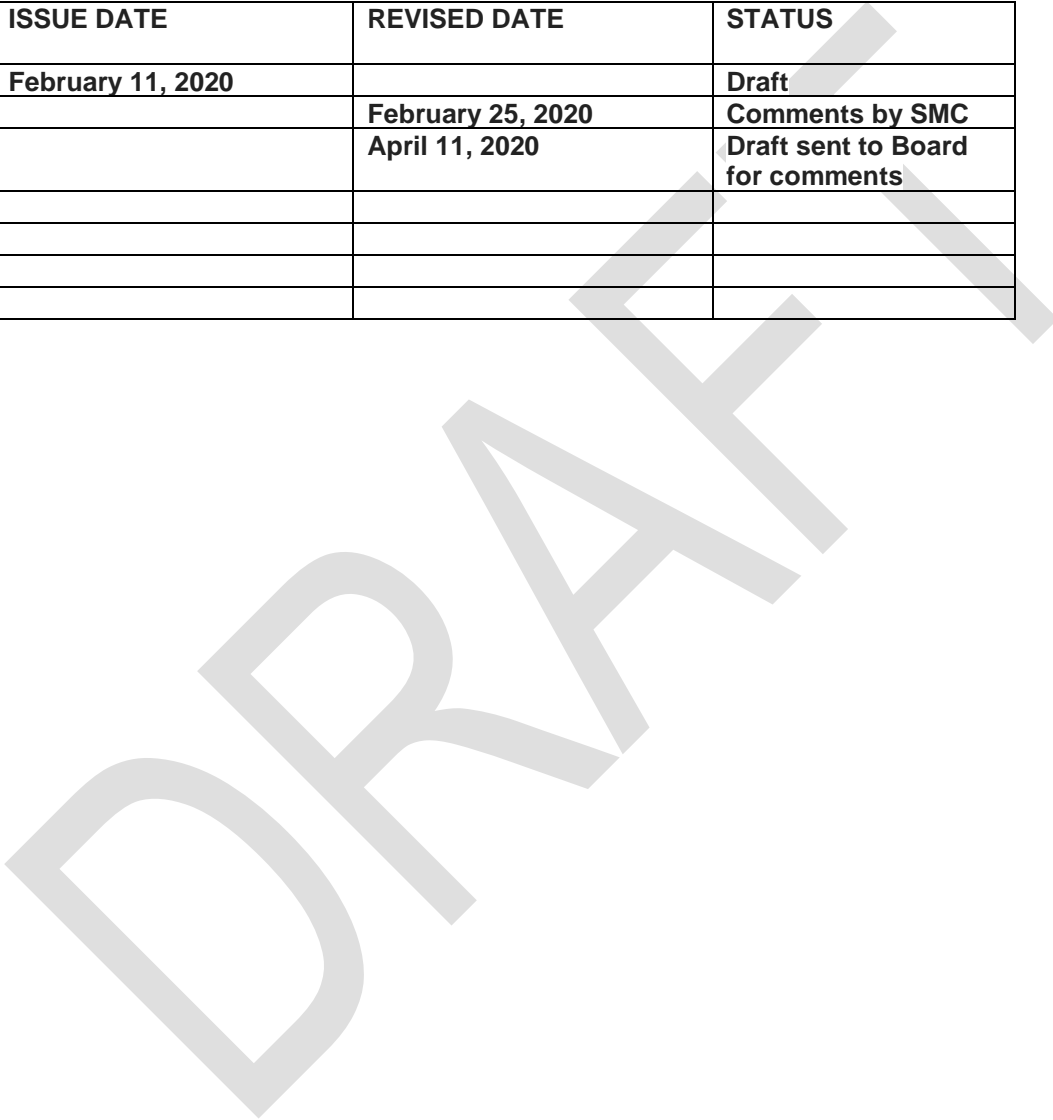 ISSUE DATE REVISED DATE STATUS
February 11, 2020 Draft
February 25, 2020 Comments by SMC
April 11, 2020 Draft sent to Board
for comments
DRAFT